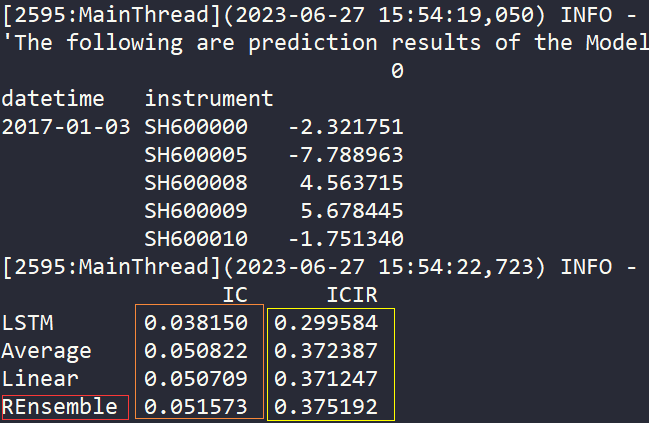 [2595:MainThread](2023-06-27 15:54:19,050) INFO -
'The following are prediction results of the Model
0
datetime instrument
2017-01-03 SH600000 -2.321751
SH600005 -7.788963
SH600008 4.563715
SH600009 5.678445
SH600010 -1.751340
[2595:MainThread](2023-06-27 15:54:22,723) INFO -
IC ICIR
LSTM 0.038150 0.299584
Average 0.050822 0.372387
Linear 0.050709 0.371247
REnsemble 0.051573 0.375192